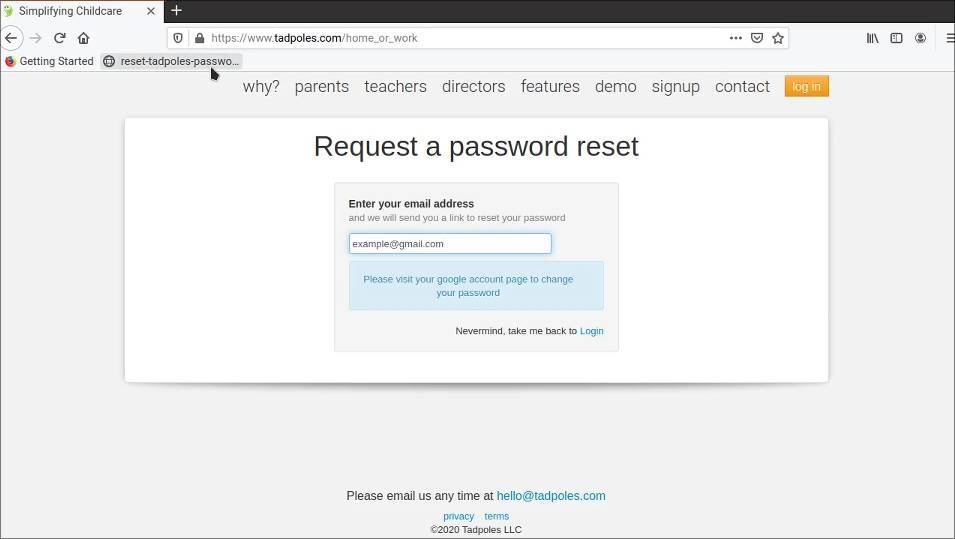 Simplifying Childcare
https://www.tadpoles.com/home_or_work
Getting Started
reset-tadpoles-passwo...
why? parents teachers directors features demo signup contact log in
Request a password reset
Enter your email address
and we will send you a link to reset your password
example@gmail.com
Please visit your google account page to change
your password
Nevermind, take me back to Login
Please email us any time at hello@tadpoles.com
privacy terms
©2020 Tadpoles LLC